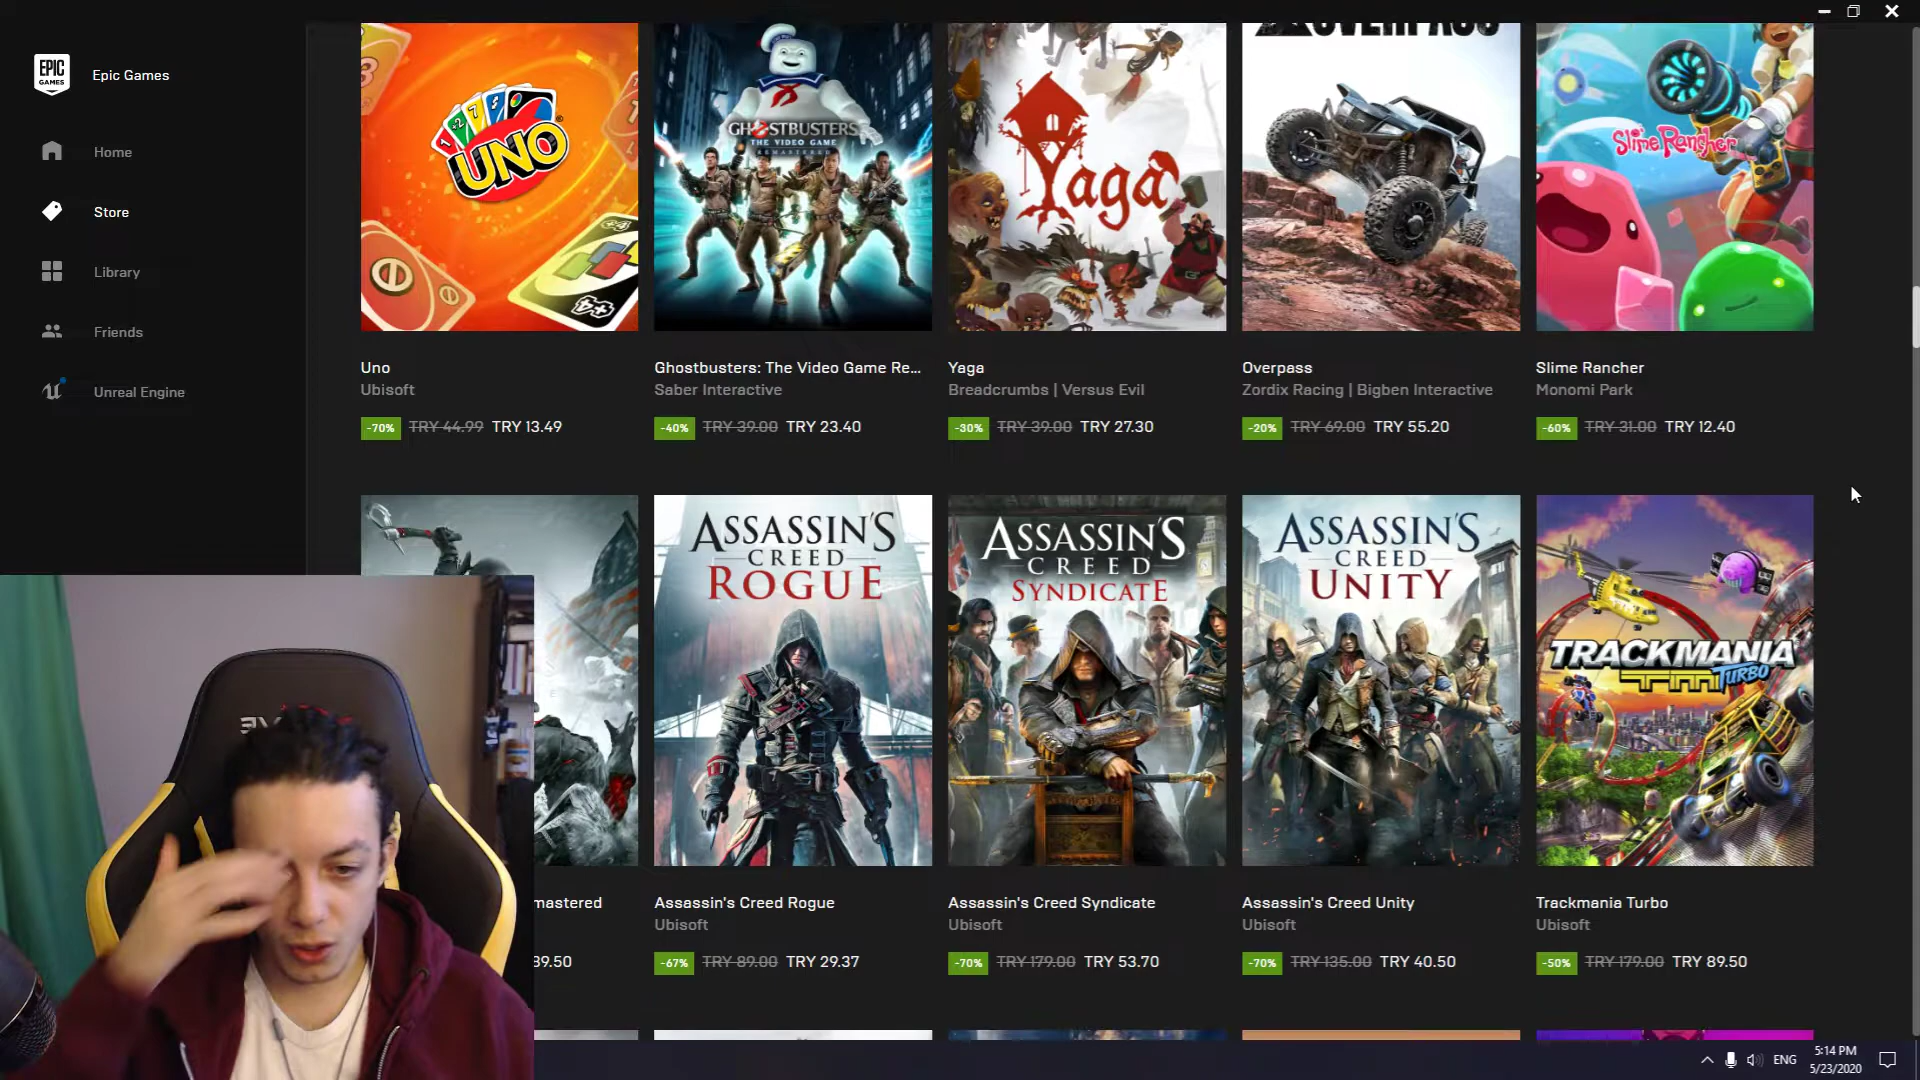 EPIC
GAMES
Epic Games
Home
Store
Library
Friends
Unreal Engine
UNO
GHOSTBUSTERS
THE VIDEO GAME
REMASTERED
Yaga
OVERPASS
Slime Rancher
Uno
Ubisoft
-70% TRY 44.99 TRY 13.49
Ghostbusters: The Video Game Re...
Saber Interactive
-40% TRY 39.00 TRY 23.40
Yaga
Breadcrumbs | Versus Evil
-30% TRY 39.00 TRY 27.30
Overpass
Zordix Racing | Bigben Interactive
-20% TRY 69.00 TRY 55.20
Slime Rancher
Monomi Park
-60% TRY 31.00 TRY 12.40
ASSASSIN'S
CREED
ROGUE
ASSASSIN'S
CREED
SYNDICATE
ASSASSIN'S
CREED
UNITY
TRACKMANIA
TURBO
mastered
89.50
Assassin's Creed Rogue
Ubisoft
-67% TRY 89.00 TRY 29.37
Assassin's Creed Syndicate
Ubisoft
-70% TRY 179.00 TRY 53.70
Assassin's Creed Unity
Ubisoft
-70% TRY 135.00 TRY 40.50
Trackmania Turbo
Ubisoft
-50% TRY 179.00 TRY 89.50
ENG
5:14 PM
5/23/2020